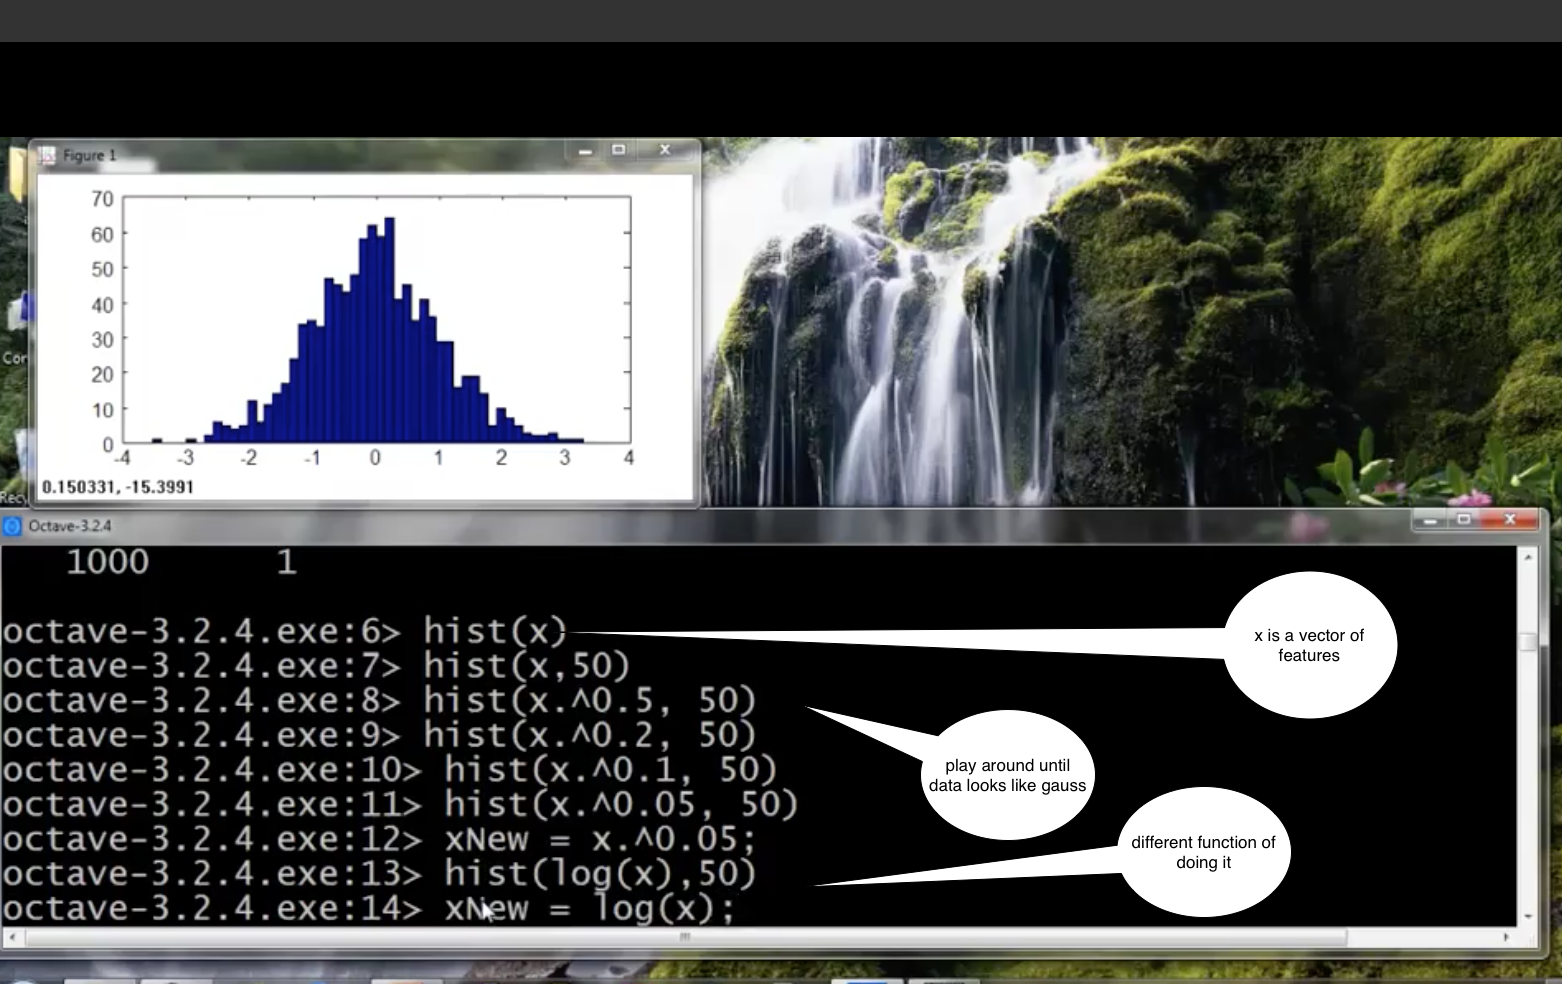 Figure 1
70
60
50
40
30
20
10
0
-4 -3 -2 -1 0 1 2 3 4
0.150331, -15.3991
Octave-3.2.4
1000 1
octave-3.2.4.exe:6> hist(x)
octave-3.2.4.exe:7> hist(x,50)
octave-3.2.4.exe:8> hist(x.^0.5, 50)
octave-3.2.4.exe:9> hist(x.^0.2, 50)
octave-3.2.4.exe:10> hist(x.^0.1, 50)
octave-3.2.4.exe:11> hist(x.^0.05, 50)
octave-3.2.4.exe:12> xNew = x.^0.05;
octave-3.2.4.exe:13> hist(log(x),50)
octave-3.2.4.exe:14> xNew = log(x);
x is a vector of
features
play around until
data looks like gauss
different function of
doing it